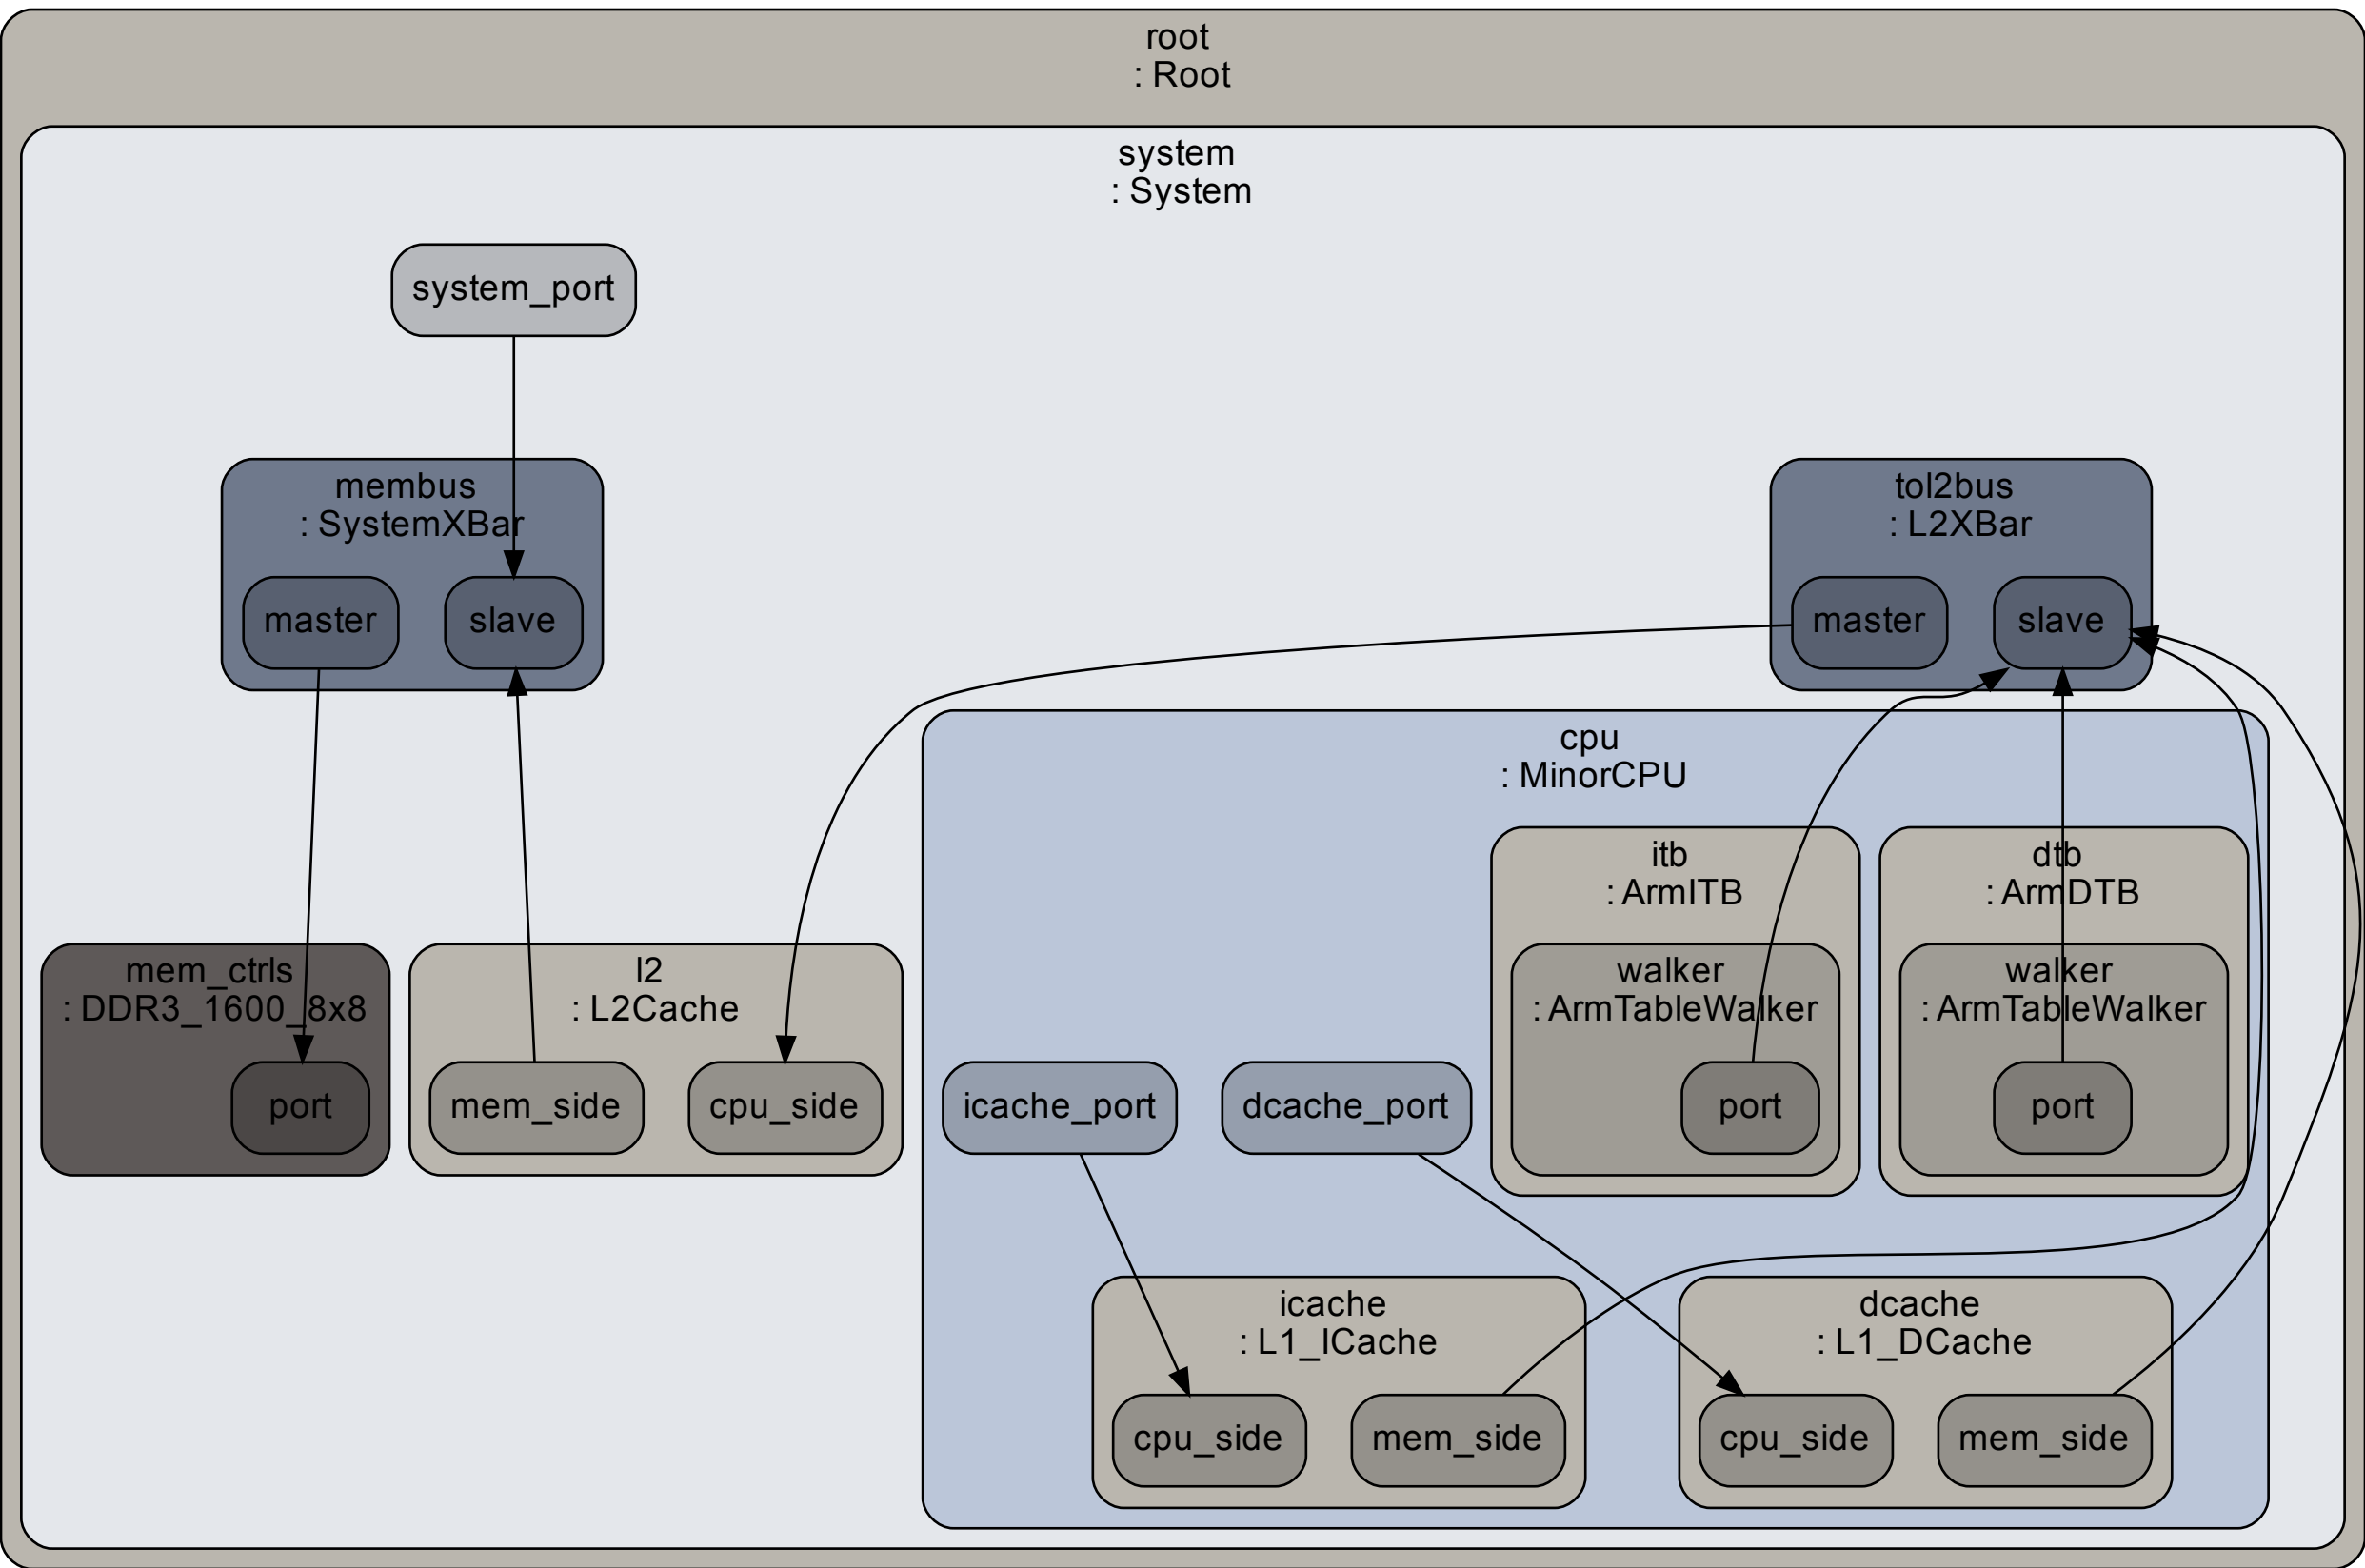 root
: Root
system
: System
system_port
membus
: SystemXBar
master
slave
tol2bus
: L2XBar
master
slave
cpu
: MinorCPU
itb
: ArmITB
walker
: ArmTableWalker
port
dtb
: ArmDTB
walker
: ArmTableWalker
port
mem_ctrls
: DDR3_1600_8x8
port
l2
: L2Cache
mem_side
cpu_side
icache_port
dcache_port
icache
: L1_ICache
cpu_side
mem_side
dcache
: L1_DCache
cpu_side
mem_side